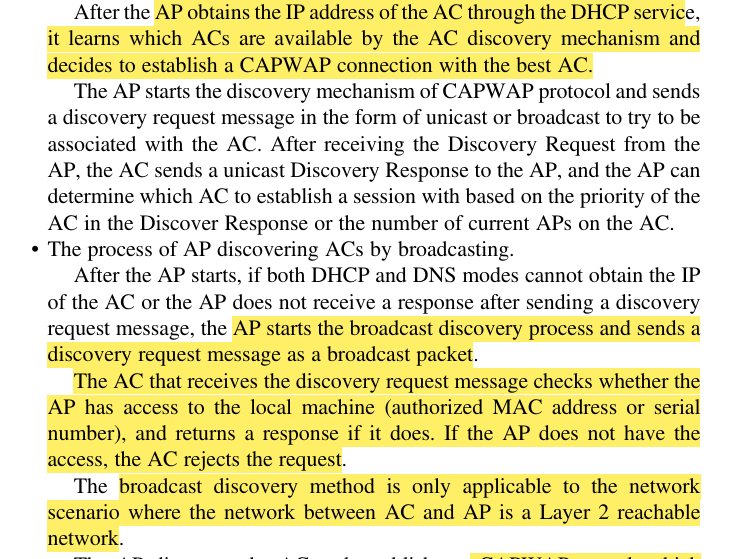 After the AP obtains the IP address of the AC through the DHCP service,
it learns which ACs are available by the AC discovery mechanism and
decides to establish a CAPWAP connection with the best AC.
The AP starts the discovery mechanism of CAPWAP protocol and sends
a discovery request message in the form of unicast or broadcast to try to be
associated with the AC. After receiving the Discovery Request from the
AP, the AC sends a unicast Discovery Response to the AP, and the AP can
determine which AC to establish a session with based on the priority of the
AC in the Discover Response or the number of current APs on the AC.
• The process of AP discovering ACs by broadcasting.
After the AP starts, if both DHCP and DNS modes cannot obtain the IP
of the AC or the AP does not receive a response after sending a discovery
request message, the AP starts the broadcast discovery process and sends a
discovery request message as a broadcast packet.
The AC that receives the discovery request message checks whether the
AP has access to the local machine (authorized MAC address or serial
number), and returns a response if it does. If the AP does not have the
access, the AC rejects the request.
The broadcast discovery method is only applicable to the network
scenario where the network between AC and AP is a Layer 2 reachable
network.